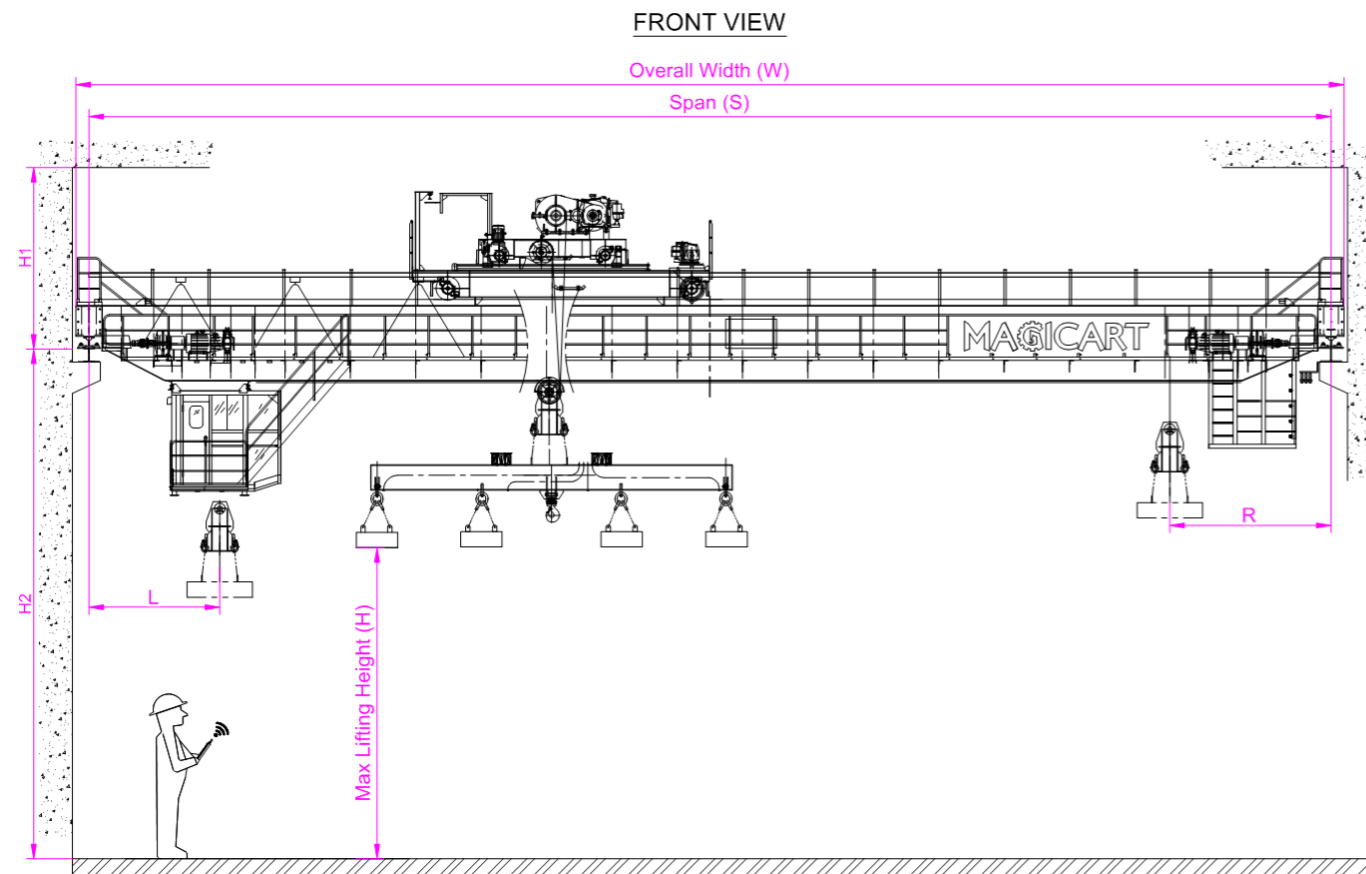 FRONT VIEW
Overall Width (W)
Span (S)
H1
MAGICART
R
L
H2
Max Lifting Height (H)